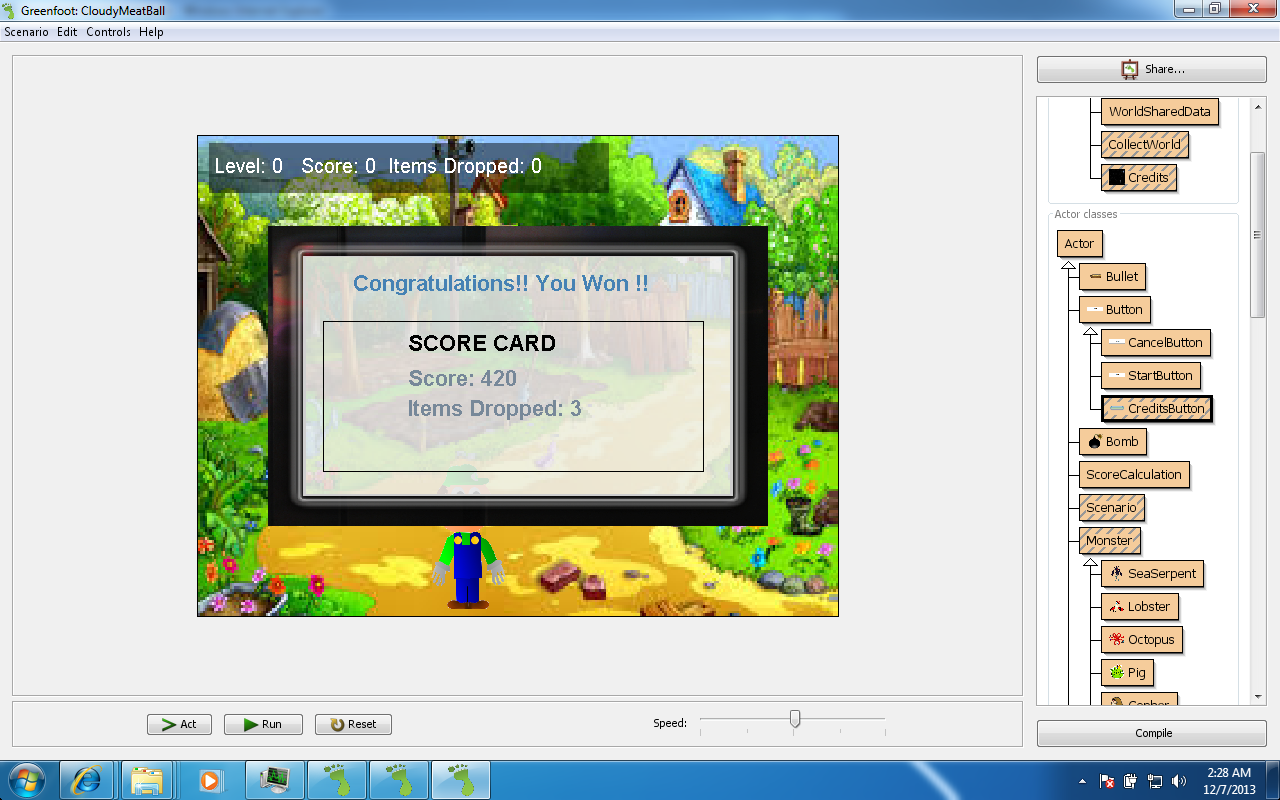 Greenfoot: CloudyMeatBall
Scenario Edit Controls Help
Share...
WorldSharedData
CollectWorld
Credits
Actor classes
Actor
Bullet
Button
CancelButton
StartButton
CreditsButton
Bomb
ScoreCalculation
Scenario
Monster
SeaSerpent
Lobster
Octopus
Pig
Level: 0 Score: 0 Items Dropped: 0
Congratulations!! You Won !!
SCORE CARD
Score: 420
Items Dropped: 3
Act Run Reset Speed:
Compile
2:28 AM
12/7/2013